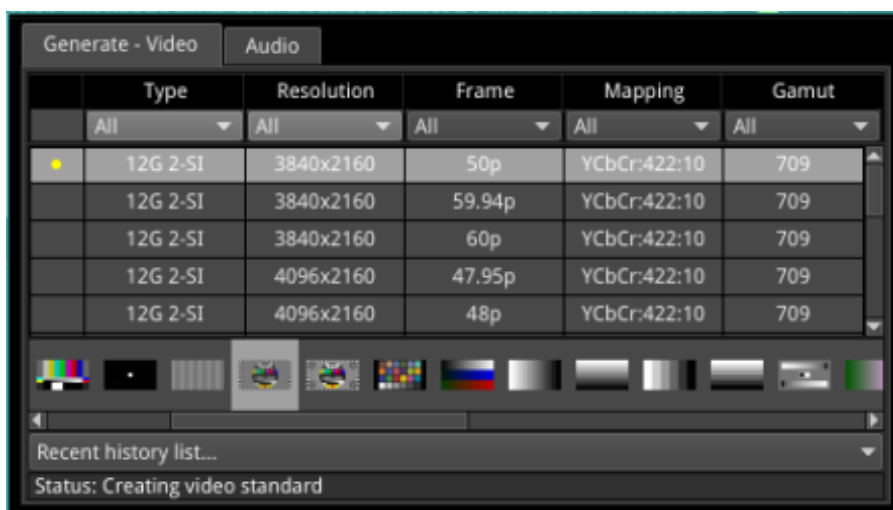 Generate - Video Audio
Type Resolution Frame Mapping Gamut
All All All All All
12G 2-SI 3840x2160 50p YCbCr:422:10 709
12G 2-SI 3840x2160 59.94p YCbCr:422:10 709
12G 2-SI 3840x2160 60p YCbCr:422:10 709
12G 2-SI 4096x2160 47.95p YCbCr:422:10 709
12G 2-SI 4096x2160 48p YCbCr:422:10 709
Recent history list...
Status: Creating video standard